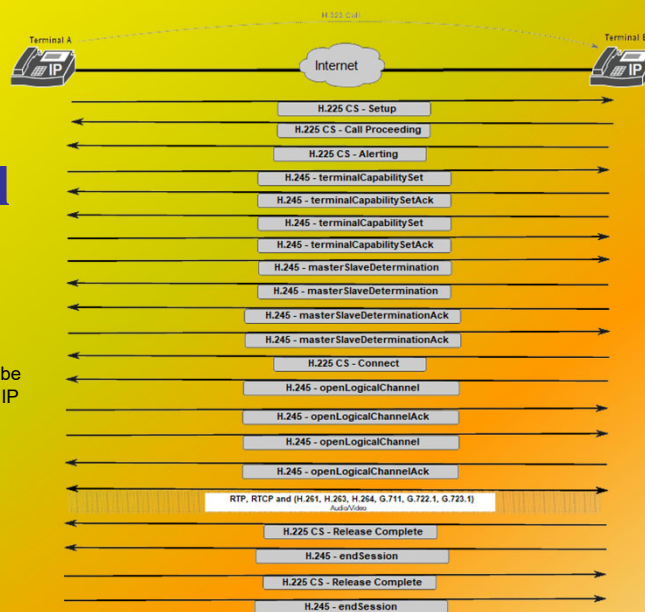 H.323 Call
Terminal A
Terminal
IP
Internet
IP
H.225 CS - Setup
H.225 CS - Call Proceeding
H.225 CS - Alerting
H.245 - terminalCapabilitySet
H.245 - terminalCapabilitySetAck
H.245 - terminalCapabilitySet
H.245 - terminalCapabilitySetAck
H.245 - masterSlaveDetermination
H.245 - masterSlaveDetermination
H.245 - masterSlaveDeterminationAck
H.245 - masterSlaveDeterminationAck
H.225 CS - Connect
be
H.245 - openLogicalChannel
IP
H.245 - openLogicalChannelAck
H.245 - openLogicalChannel
H.245 - openLogicalChannelAck
RTP, RTCP and (H.261, H.263, H.264, G.711, G.722.1, G.723.1)
Audio/Video
H.225 CS - Release Complete
H.245 - endSession
H.225 CS - Release Complete
H.245 - endSession